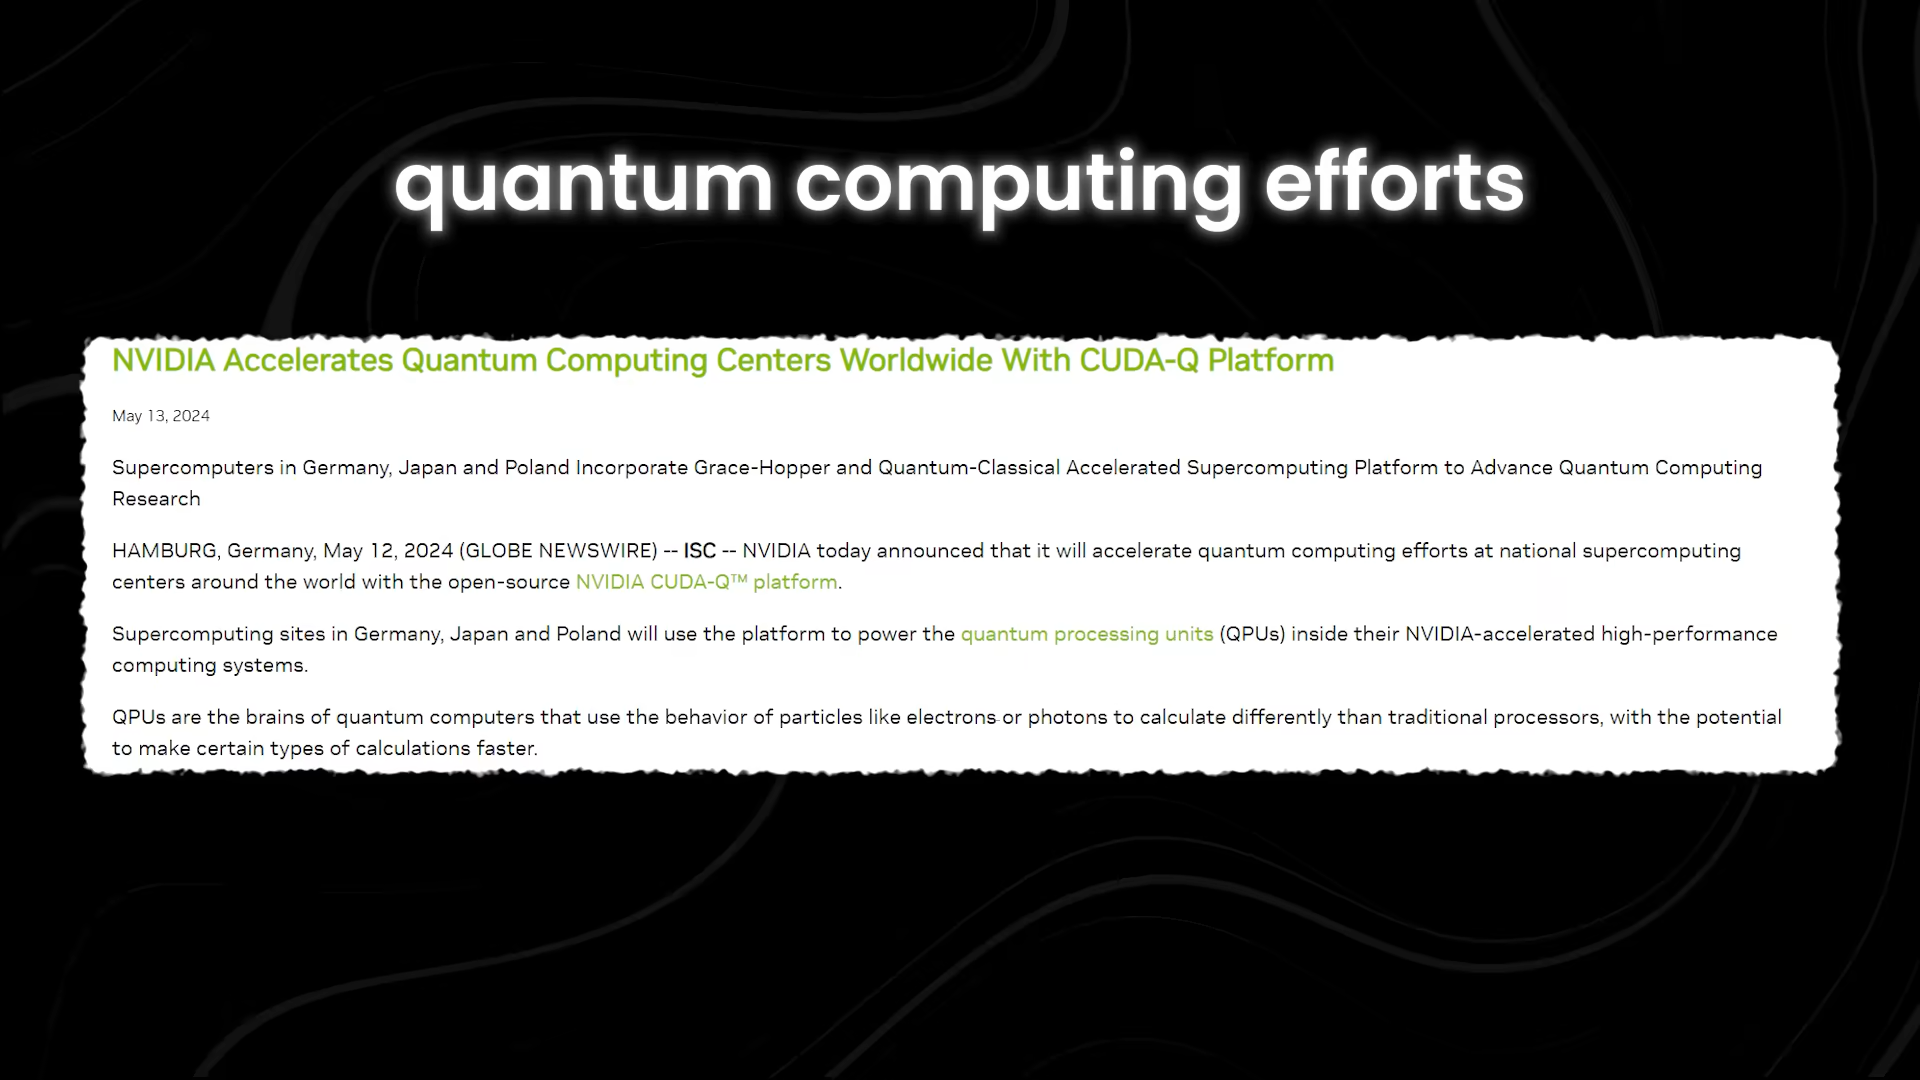 quantum computing efforts
NVIDIA Accelerates Quantum Computing Centers Worldwide With CUDA-Q Platform
May 13, 2024
Supercomputers in Germany, Japan and Poland Incorporate Grace-Hopper and Quantum-Classical Accelerated Supercomputing Platform to Advance Quantum Computing
Research
HAMBURG, Germany, May 12, 2024 (GLOBE NEWSWIRE) -- ISC -- NVIDIA today announced that it will accelerate quantum computing efforts at national supercomputing
centers around the world with the open-source NVIDIA CUDA-Q™ platform.
Supercomputing sites in Germany, Japan and Poland will use the platform to power the quantum processing units (QPUs) inside their NVIDIA-accelerated high-performance
computing systems.
QPUs are the brains of quantum computers that use the behavior of particles like electrons or photons to calculate differently than traditional processors, with the potential
to make certain types of calculations faster.